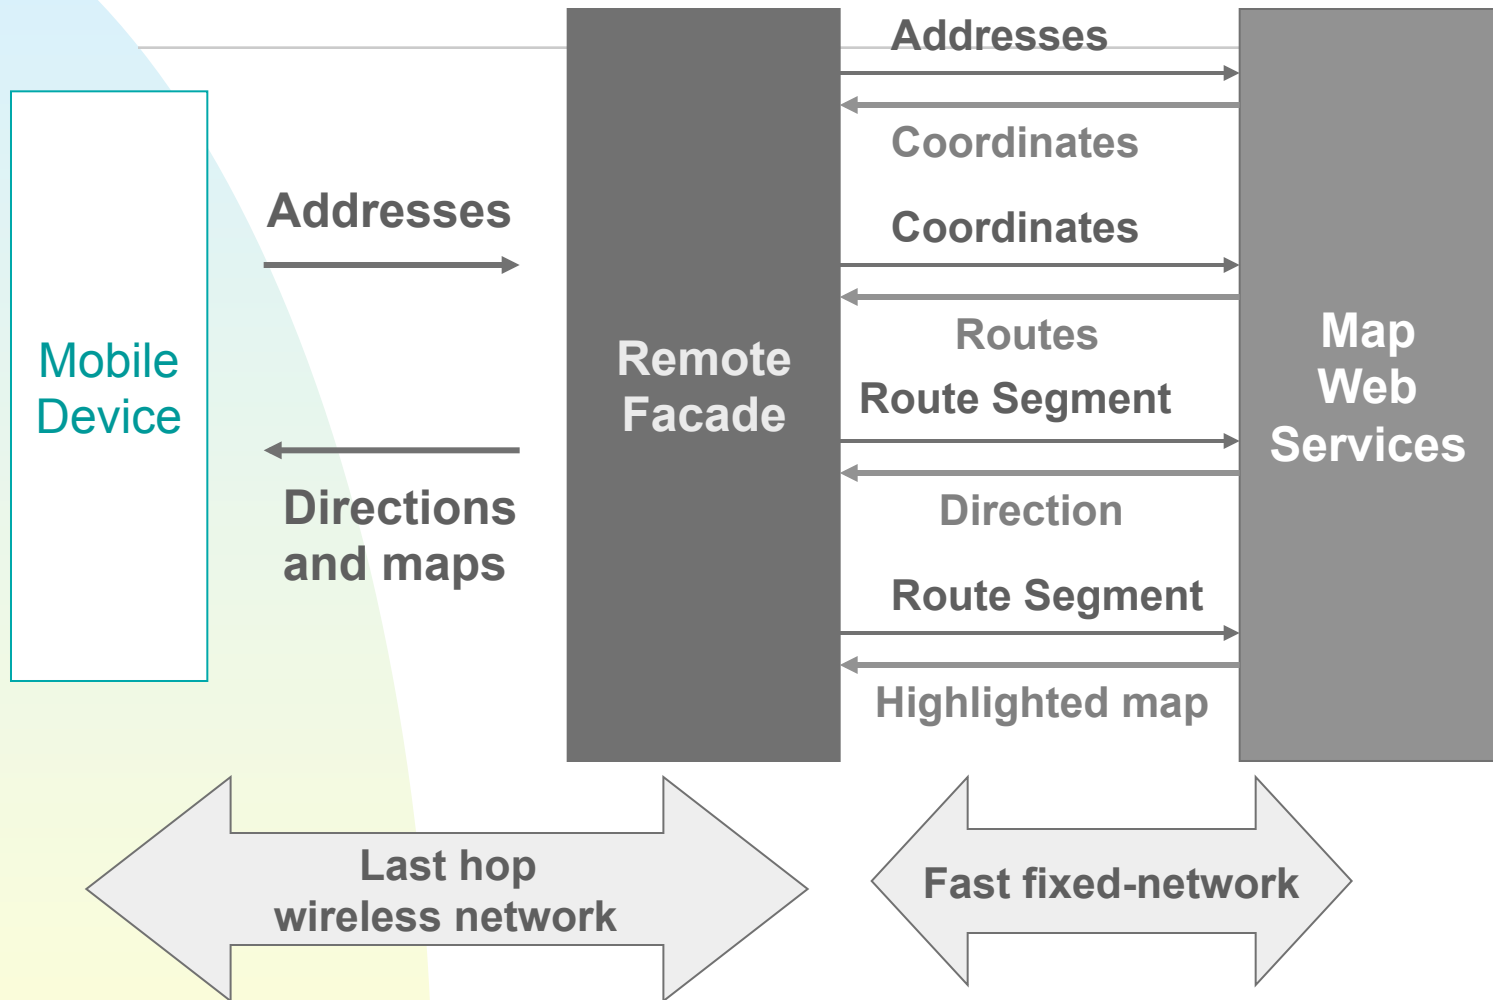 Mobile
Device
Addresses
Directions
and maps
Remote
Facade
Addresses
Coordinates
Coordinates
Routes
Route Segment
Direction
Route Segment
Highlighted map
Map
Web
Services
Last hop
wireless network
Fast fixed-network